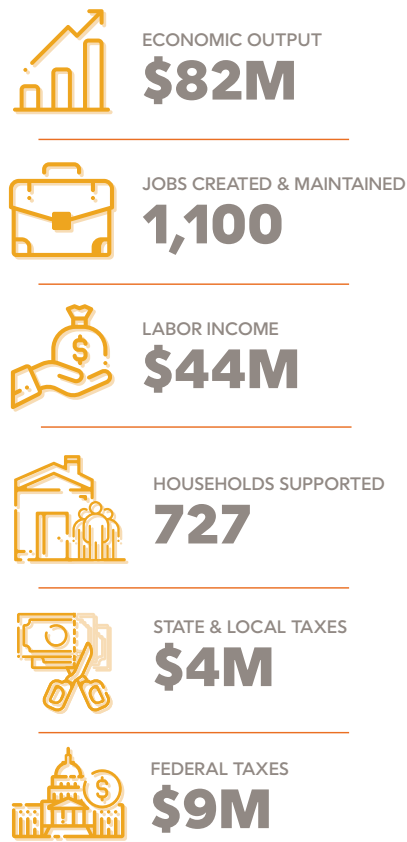 ECONOMIC OUTPUT
$82M
JOBS CREATED & MAINTAINED
1,100
$
LABOR INCOME
$44M
HOUSEHOLDS SUPPORTED
727
STATE & LOCAL TAXES
$4M
$
FEDERAL TAXES
$9M